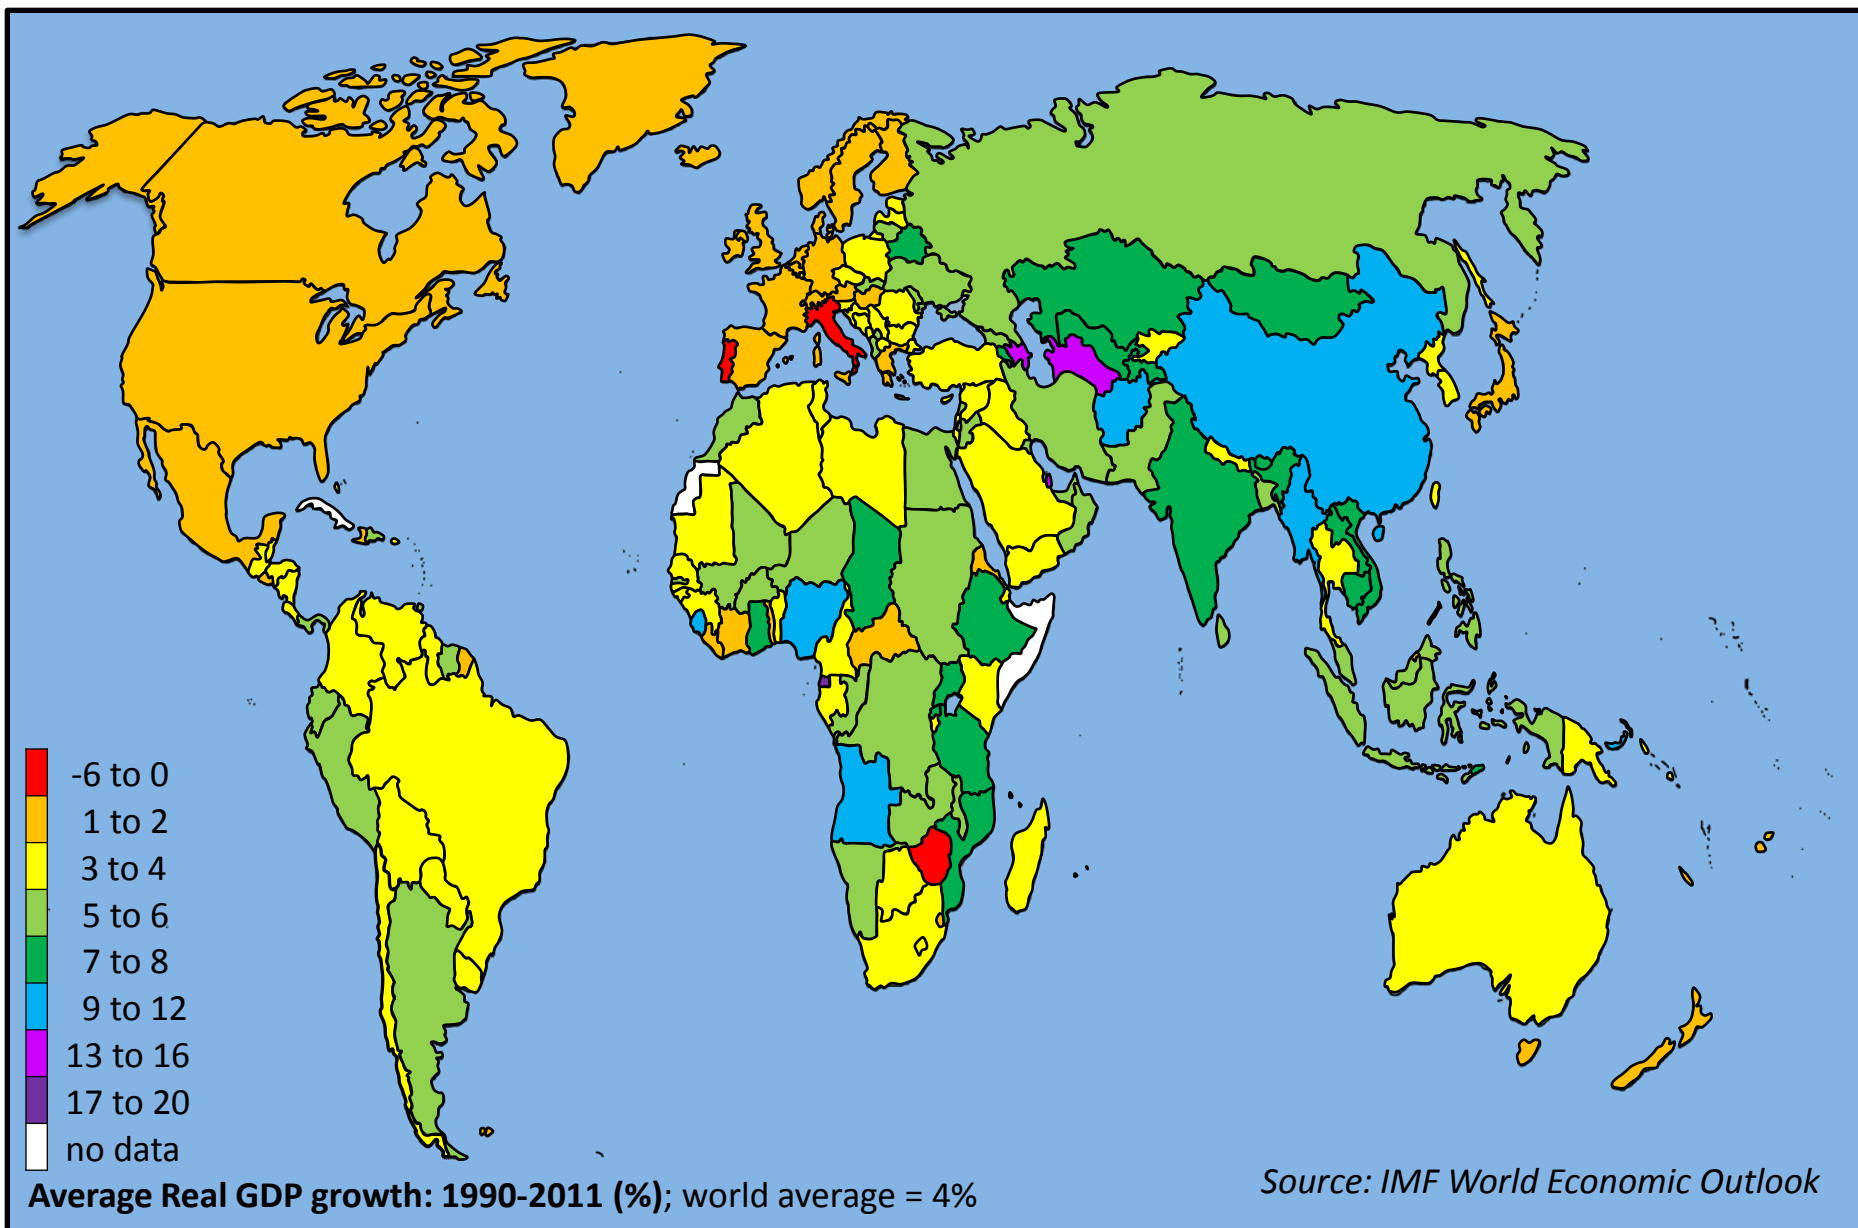 -6 to 0
1 to 2
3 to 4
5 to 6
7 to 8
9 to 12
13 to 16
17 to 20
no data
Average Real GDP growth: 1990-2011 (%); world average = 4%
Source: IMF World Economic Outlook